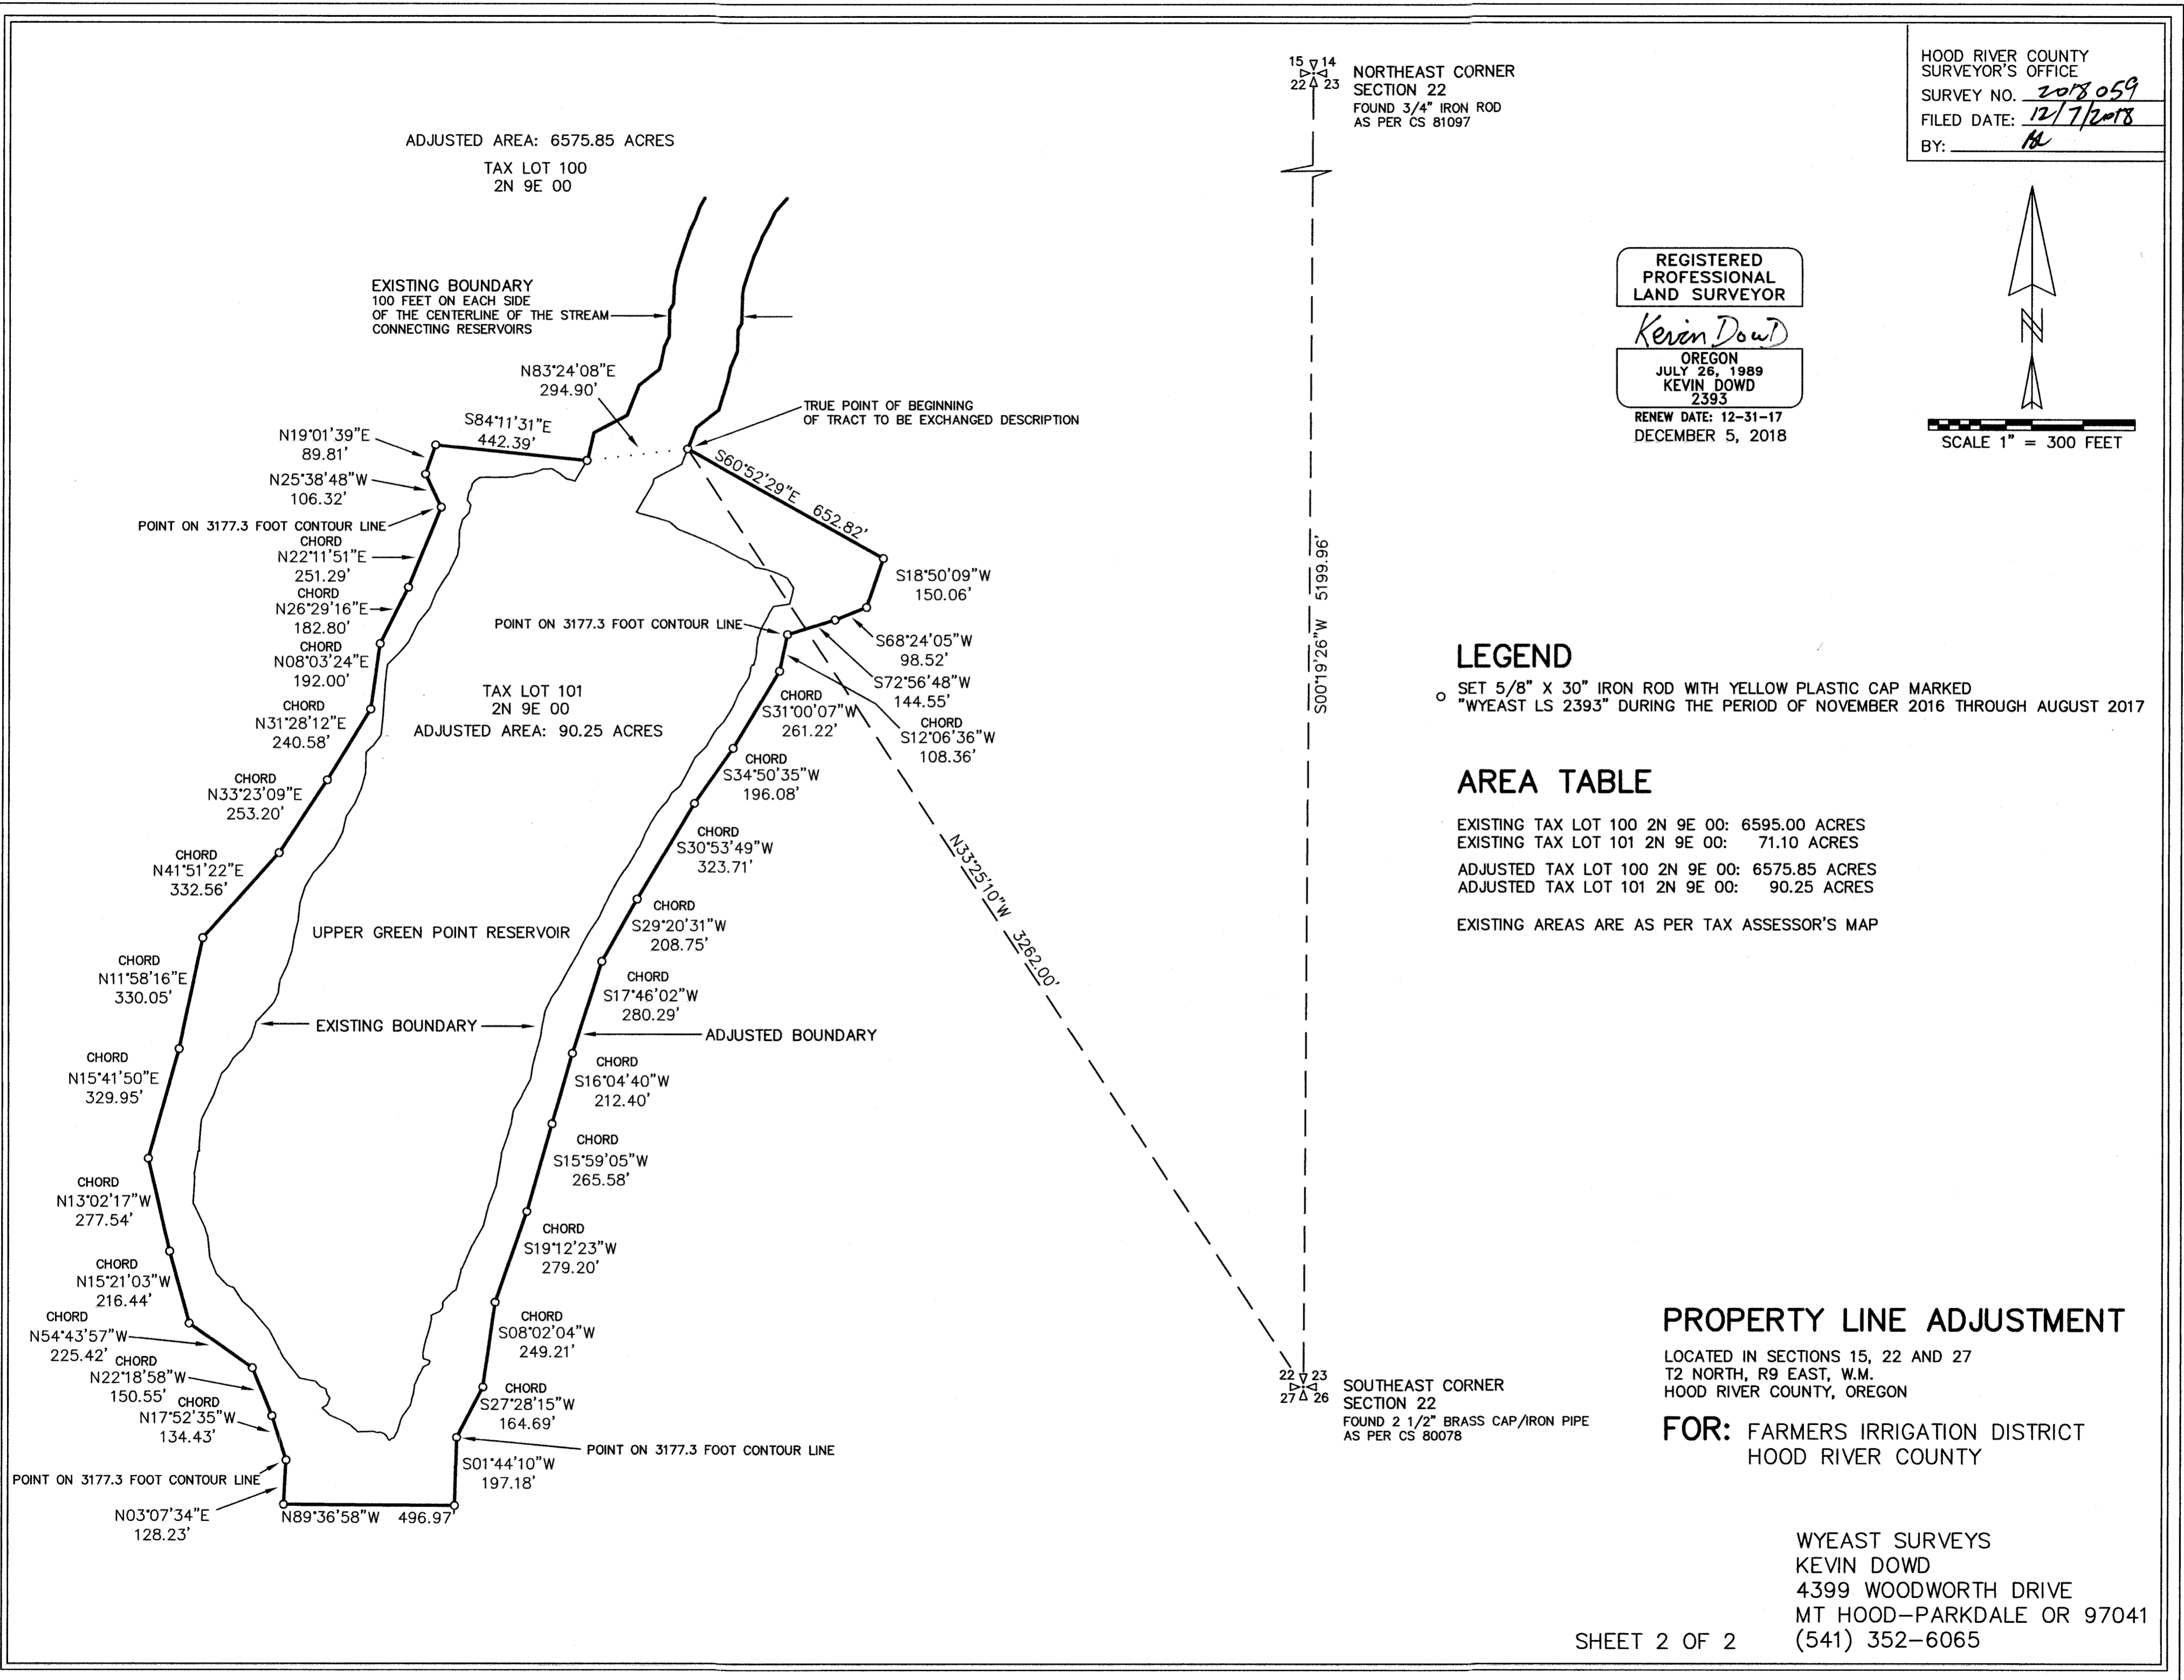 HOOD RIVER COUNTY
SURVEYOR'S OFFICE
SURVEY NO. 2018059
FILED DATE: 12/7/2018
BY:
15 14
22 23
NORTHEAST CORNER
SECTION 22
FOUND 3/4" IRON ROD
AS PER CS 81097
ADJUSTED AREA: 6575.85 ACRES
TAX LOT 100
2N 9E 00
EXISTING BOUNDARY
100 FEET ON EACH SIDE
OF THE CENTERLINE OF THE STREAM
CONNECTING RESERVOIRS
N83°24'08"E
294.90'
TRUE POINT OF BEGINNING
OF TRACT TO BE EXCHANGED DESCRIPTION
S84°11'31"E
442.39'
N19°01'39"E
89.81'
N25°38'48"W
106.32'
POINT ON 3177.3 FOOT CONTOUR LINE
CHORD
N22°11'51"E
251.29'
CHORD
N26°29'16"E
182.80'
CHORD
N08°03'24"E
192.00'
CHORD
N31°28'12"E
240.58'
CHORD
N33°23'09"E
253.20'
CHORD
N41°51'22"E
332.56'
CHORD
N11°58'16"E
330.05'
CHORD
N15°41'50"E
329.95'
CHORD
N13°02'17"W
277.54'
CHORD
N15°21'03"W
216.44'
CHORD
N54°43'57"W
225.42'
CHORD
N22°18'58"W
150.55'
CHORD
N17°52'35"W
134.43'
POINT ON 3177.3 FOOT CONTOUR LINE
N03°07'34"E
128.23'
N89°36'58"W 496.97'
S60°52'29"E 652.82'
S18°50'09"W
150.06'
S68°24'05"W
98.52'
S72°56'48"W
144.55'
POINT ON 3177.3 FOOT CONTOUR LINE
CHORD
S12°06'36"W
108.36'
CHORD
S31°00'07"W
261.22'
CHORD
S34°50'35"W
196.08'
CHORD
S30°53'49"W
323.71'
CHORD
S29°20'31"W
208.75'
CHORD
S17°46'02"W
280.29'
ADJUSTED BOUNDARY
CHORD
S16°04'40"W
212.40'
CHORD
S15°59'05"W
265.58'
CHORD
S19°12'23"W
279.20'
CHORD
S08°02'04"W
249.21'
CHORD
S27°28'15"W
164.69'
POINT ON 3177.3 FOOT CONTOUR LINE
S01°44'10"W
197.18'
TAX LOT 101
2N 9E 00
ADJUSTED AREA: 90.25 ACRES
UPPER GREEN POINT RESERVOIR
EXISTING BOUNDARY
N33°25'10"W 3262.00'
S00°19'26"W 5199.96'
22 23
27 26
SOUTHEAST CORNER
SECTION 22
FOUND 2 1/2" BRASS CAP/IRON PIPE
AS PER CS 80078
REGISTERED
PROFESSIONAL
LAND SURVEYOR
Kevin Dowd
OREGON
JULY 26, 1989
KEVIN DOWD
2393
RENEW DATE: 12-31-17
DECEMBER 5, 2018
N
SCALE 1" = 300 FEET
LEGEND
SET 5/8" X 30" IRON ROD WITH YELLOW PLASTIC CAP MARKED
"WYEAST LS 2393" DURING THE PERIOD OF NOVEMBER 2016 THROUGH AUGUST 2017
AREA TABLE
EXISTING TAX LOT 100 2N 9E 00: 6595.00 ACRES
EXISTING TAX LOT 101 2N 9E 00: 71.10 ACRES
ADJUSTED TAX LOT 100 2N 9E 00: 6575.85 ACRES
ADJUSTED TAX LOT 101 2N 9E 00: 90.25 ACRES
EXISTING AREAS ARE AS PER TAX ASSESSOR'S MAP
PROPERTY LINE ADJUSTMENT
LOCATED IN SECTIONS 15, 22 AND 27
T2 NORTH, R9 EAST, W.M.
HOOD RIVER COUNTY, OREGON
FOR: FARMERS IRRIGATION DISTRICT
HOOD RIVER COUNTY
WYEAST SURVEYS
KEVIN DOWD
4399 WOODWORTH DRIVE
MT HOOD-PARKDALE OR 97041
(541) 352-6065
SHEET 2 OF 2